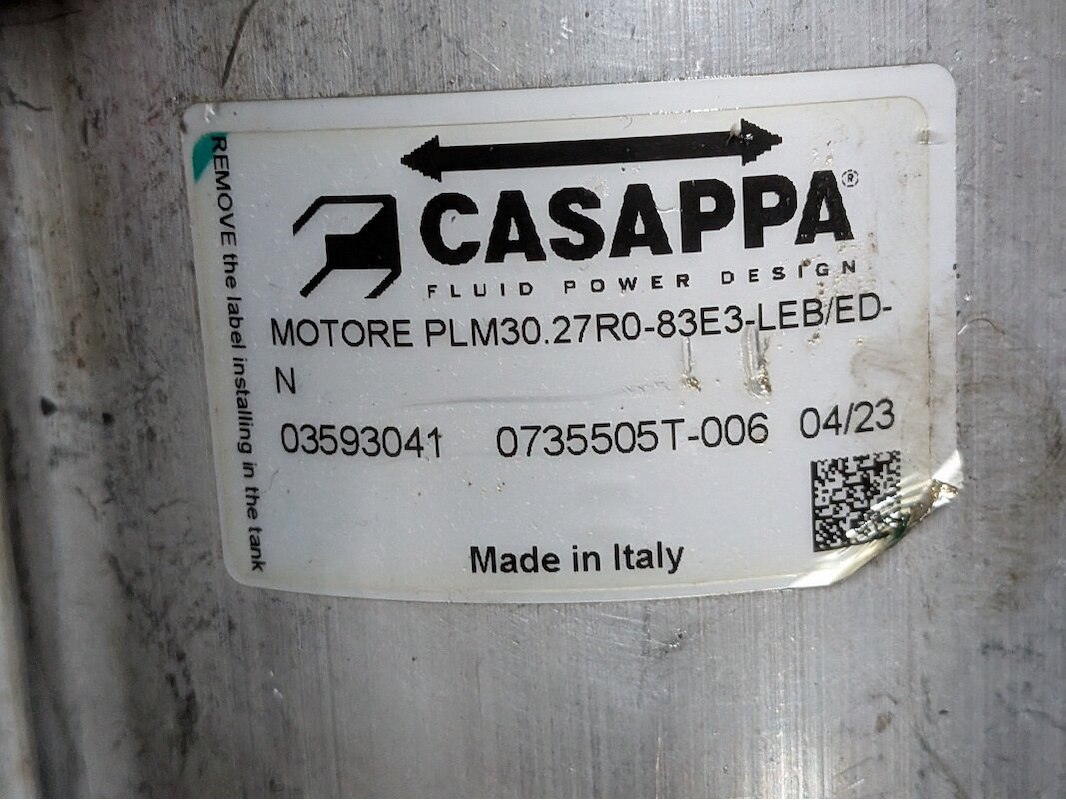 CASAPPA®
FLUID POWER DESIGN
MOTORE PLM30.27R0-83E3-LEB/ED-
N
03593041 0735505T-006 04/23
Made in Italy
REMOVE the label installing in the tank